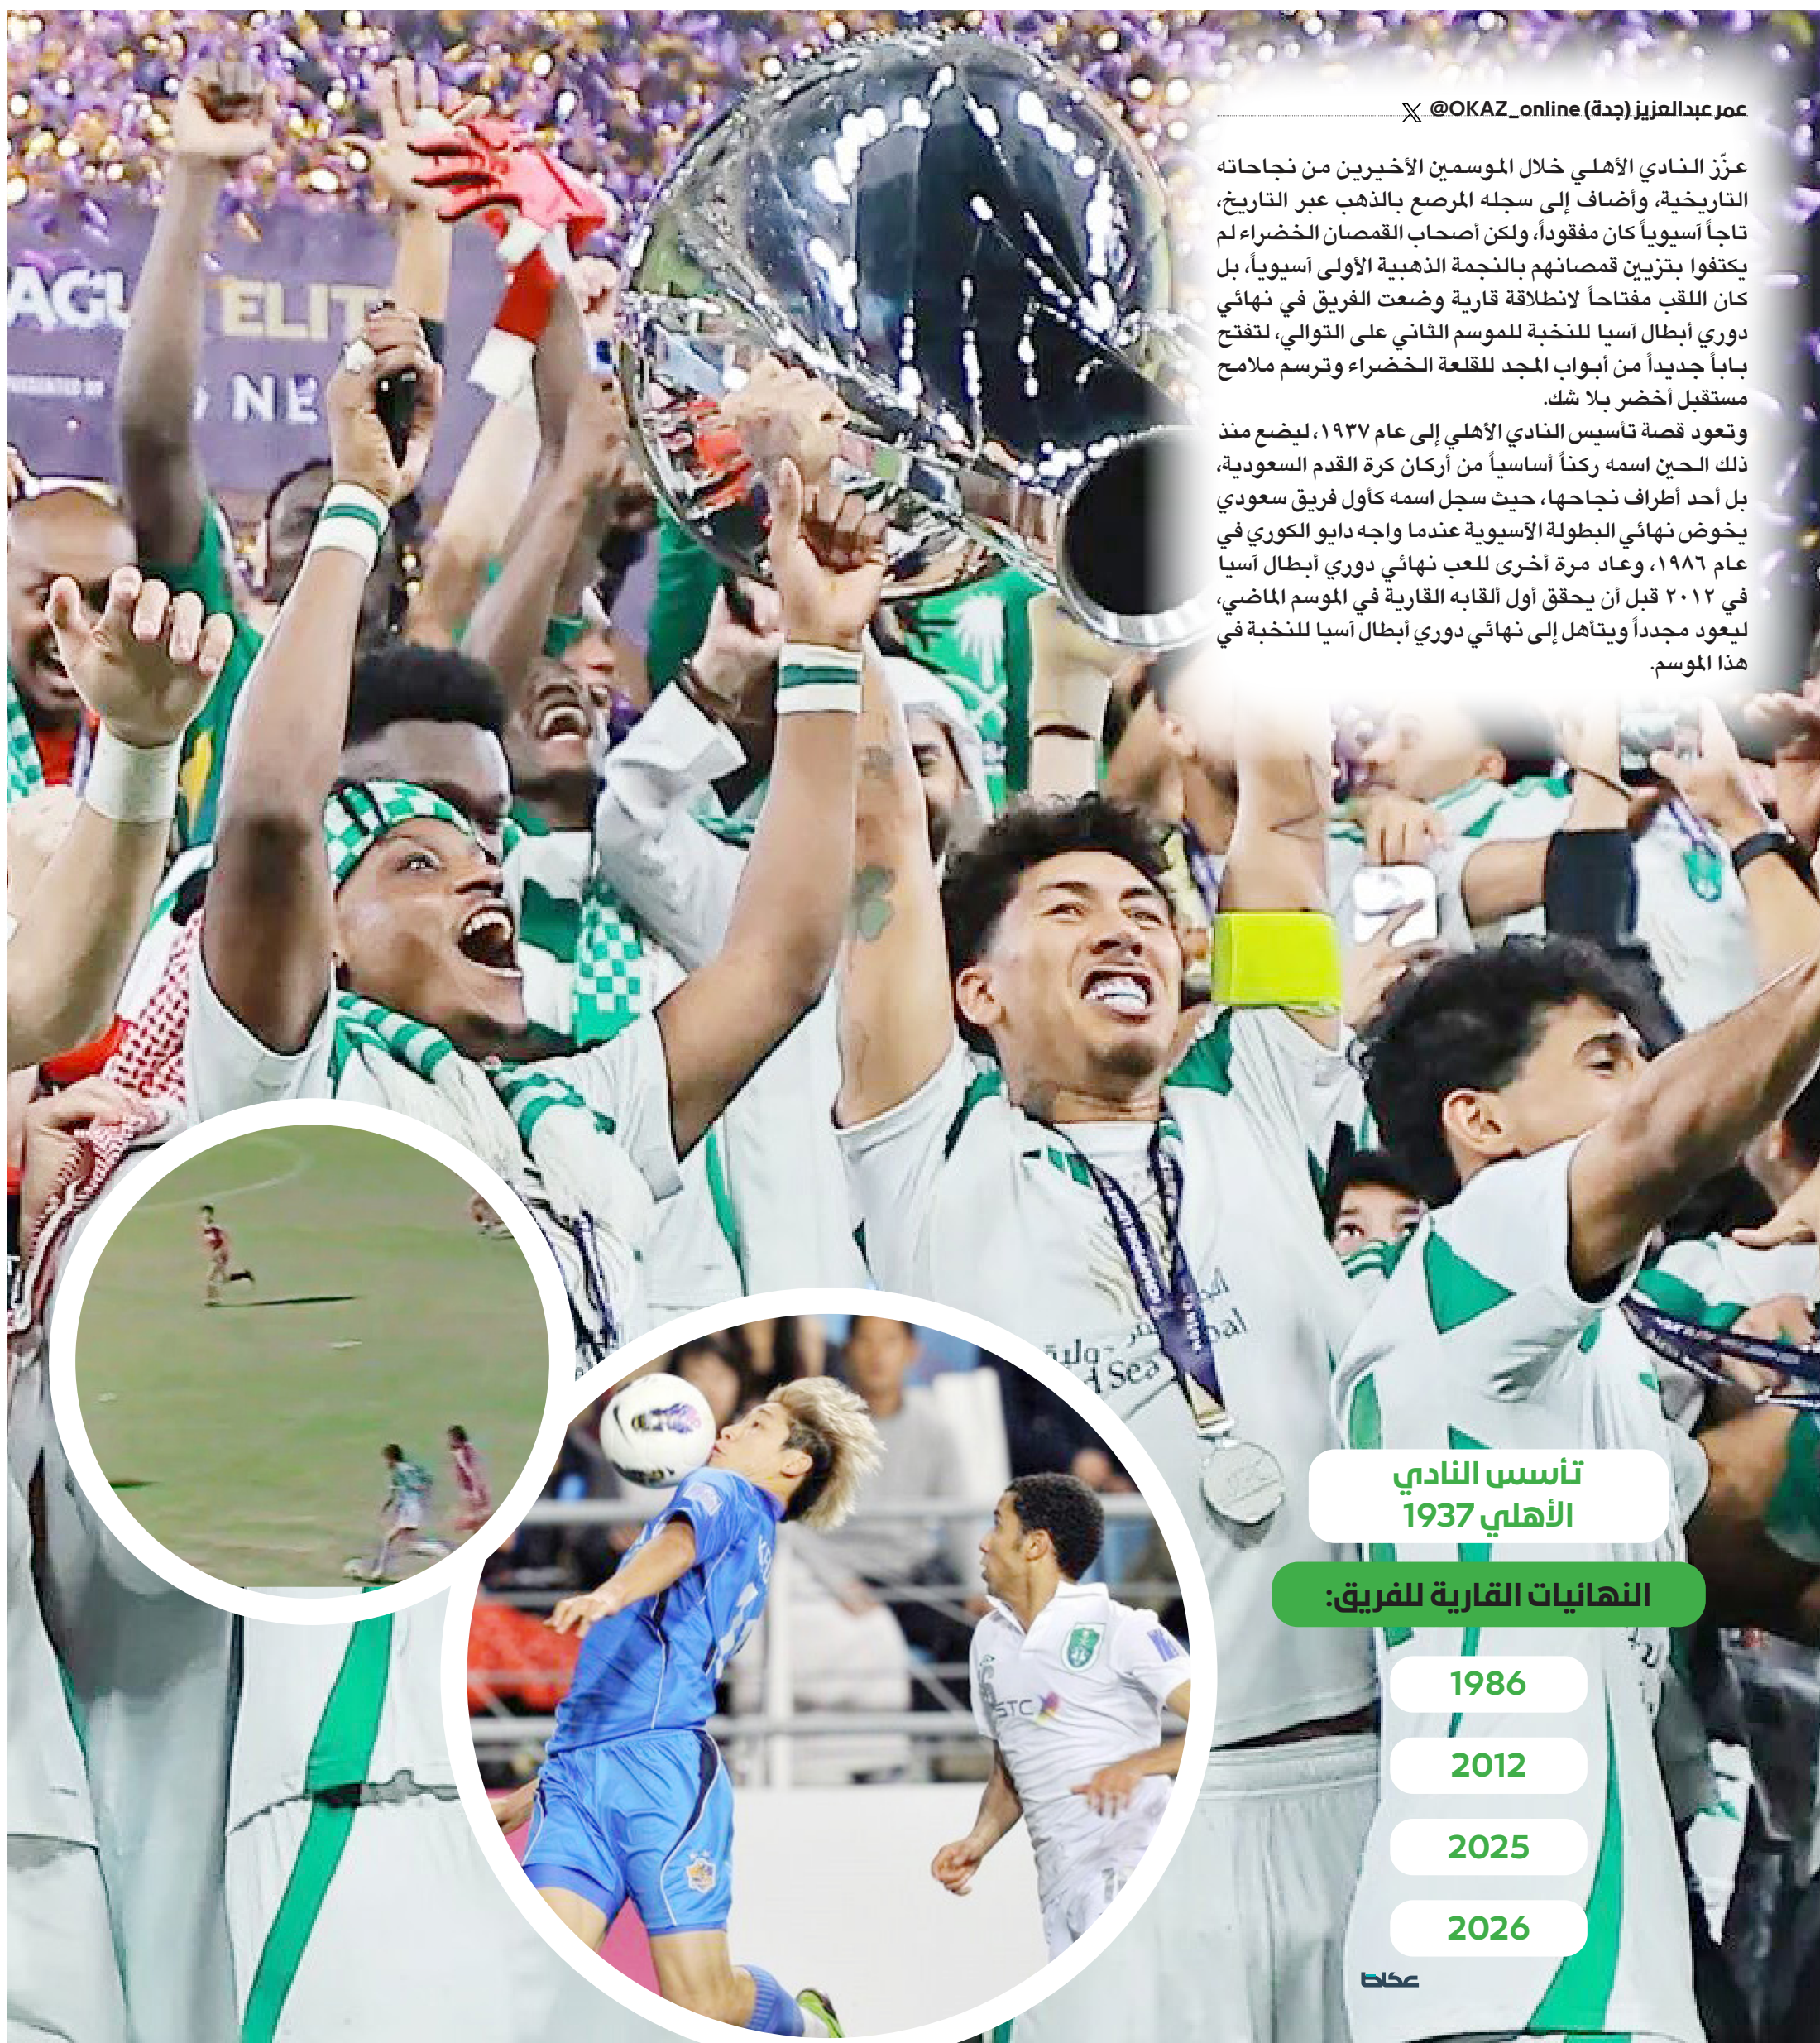 عمر عبدالعزيز (جدة) OKAZ_online@
عزّز النادي الأهلي خلال الموسمين الأخيرين من نجاحاته
التاريخية، وأضاف إلى سجله المرصع بالذهب عبر التاريخ،
تاجاً آسيوياً كان مفقوداً، ولكن أصحاب القمصان الخضراء لم
يكتفوا بتزيين قمصانهم بالنجمة الذهبية الأولى آسيوياً، بل
كان اللقب مفتاحاً لانطلاقة قارية وضعت الفريق في نهائي
دوري أبطال آسيا للنخبة للموسم الثاني على التوالي، لتفتح
باباً جديداً من أبواب المجد للقلعة الخضراء وترسم ملامح
مستقبل أخضر بلا شك.
وتعود قصة تأسيس النادي الأهلي إلى عام ١٩٣٧، ليضع منذ
ذلك الحين اسمه ركناً أساسياً من أركان كرة القدم السعودية،
بل أحد أطراف نجاحها، حيث سجل اسمه كأول فريق سعودي
يخوض نهائي البطولة الآسيوية عندما واجه دايو الكوري في
عام ١٩٨٦، وعاد مرة أخرى للعب نهائي دوري أبطال آسيا
في ٢٠١٢ قبل أن يحقق أول ألقابه القارية في الموسم الماضي،
ليعود مجدداً ويتأهل إلى نهائي دوري أبطال آسيا للنخبة في
هذا الموسم.
AGU ELIT
NE
STC
تأسس النادي
الأهلي 1937
النهائيات القارية للفريق:
1986
2012
2025
2026
عكاظ